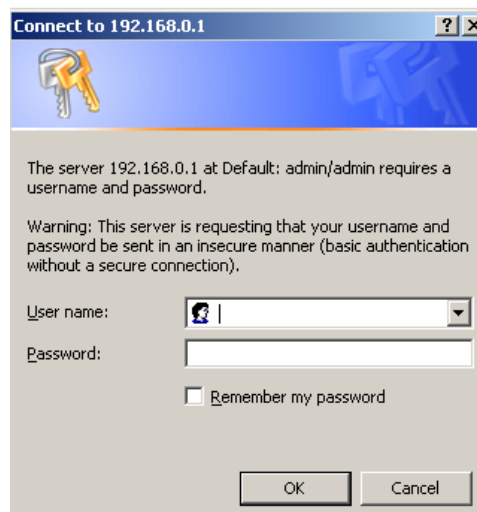 Connect to 192.168.0.1
The server 192.168.0.1 at Default: admin/admin requires a
username and password.
Warning: This server is requesting that your username and
password be sent in an insecure manner (basic authentication
without a secure connection).
User name:
Password:
Remember my password
OK Cancel